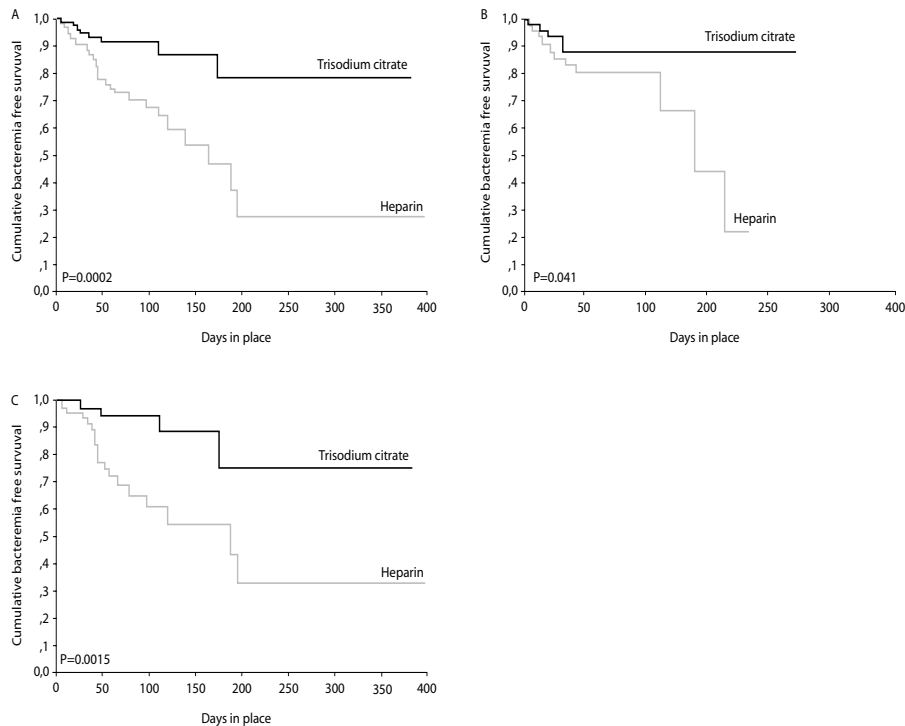 A
Cumulative bacteremia free survuval
1,0
,9
,8
,7
,6
,5
,4
,3
,2
,1
0,0
Trisodium citrate
Heparin
P=0.0002
0 50 100 150 200 250 300 350 400
Days in place
B
Cumulative bacteremia free survuval
1,0
,9
,8
,7
,6
,5
,4
,3
,2
,1
0,0
Trisodium citrate
Heparin
P=0.041
0 50 100 200 250 300 400
Days in place
C
Cumulative bacteremia free survuval
1,0
,9
,8
,7
,6
,5
,4
,3
,2
,1
0,0
Trisodium citrate
Heparin
P=0.0015
0 50 100 150 200 250 300 350 400
Days in place